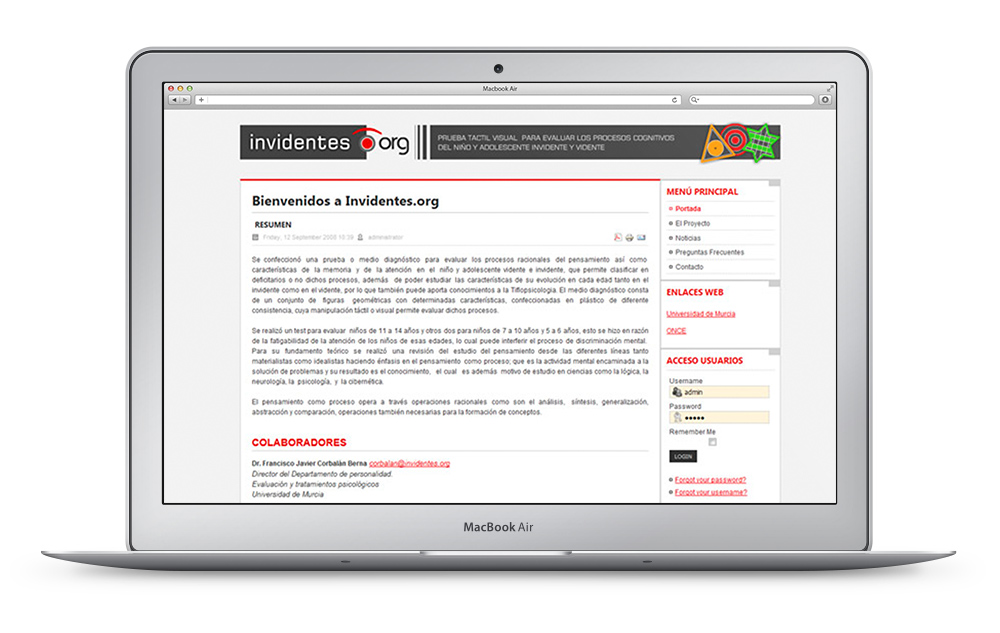 Macbook Air
invidentes org
PRUEBA TACTIL VISUAL PARA EVALUAR LOS PROCESOS COGNITIVOS
DEL NIÑO Y ADOLESCENTE INVIDENTE Y VIDENTE
Bienvenidos a Invidentes.org
RESUMEN
Friday, 12 September 2008 10:39 administrator
Se confeccionó una prueba o medio diagnóstico para evaluar los procesos racionales del pensamiento así como
características de la memoria y de la atención en el niño y adolescente vidente e invidente, que permite clasificar en
deficitarios o no dichos procesos, además de poder estudiar las características de su evolución en cada edad tanto en el
invidente como en el vidente, por lo que también puede aporta conocimientos a la Tiflopsicología. El medio diagnóstico consta
de un conjunto de figuras geométricas con determinadas características, confeccionadas en plástico de diferente
consistencia, cuya manipulación táctil o visual permite evaluar dichos procesos.
Se realizó un test para evaluar niños de 11 a 14 años y otros dos para niños de 7 a 10 años y 5 a 6 años, esto se hizo en razón
de la fatigabilidad de la atención de los niños de esas edades, lo cual puede interferir el proceso de discriminación mental.
Para su fundamento teórico se realizó una revisión del estudio del pensamiento desde las diferentes líneas tanto
materialistas como idealistas haciendo énfasis en el pensamiento como proceso; que es la actividad mental encaminada a la
solución de problemas y su resultado es el conocimiento, el cual es además motivo de estudio en ciencias como la lógica, la
neurología, la psicología, y la cibernética.
El pensamiento como proceso opera a través operaciones racionales como son el análisis, síntesis, generalización,
abstracción y comparación, operaciones también necesarias para la formación de conceptos.
COLABORADORES
Dr. Francisco Javier Corbalán Berna corbalan@invidentes.org
Director del Departamento de personalidad.
Evaluación y tratamientos psicológicos
Universidad de Murcia
MENÚ PRINCIPAL
Portada
El Proyecto
Noticias
Preguntas Frecuentes
Contacto
ENLACES WEB
Universidad de Murcia
ONCE
ACCESO USUARIOS
Username
admin
Password
•••••
Remember Me
LOGIN
Forgot your password?
Forgot your username?
MacBook Air